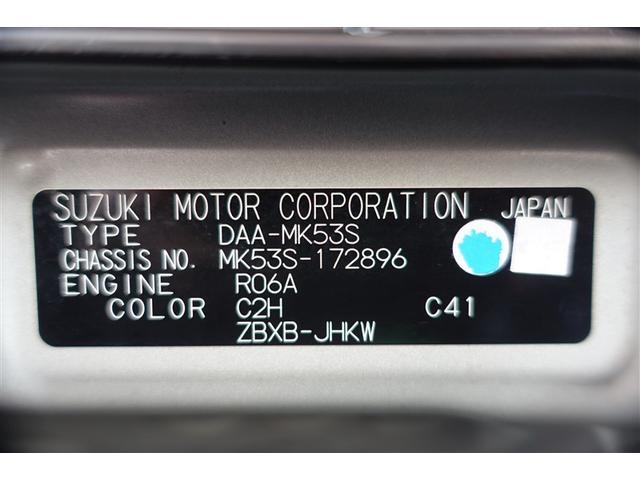 SUZUKI MOTOR CORPORATION JAPAN
TYPE DAA-MK53S
CHASSIS NO. MK53S-172896
ENGINE R06A
COLOR C2H C41
ZBXB-JHKW